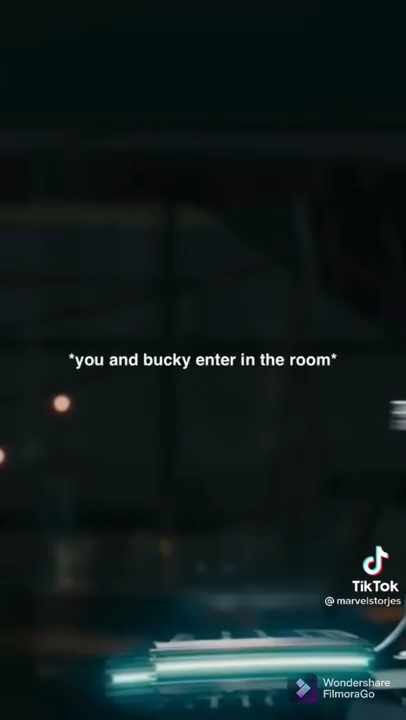 *you and bucky enter in the room*
TikTok
@ marvelstorjes
Wondershare
FilmoraGo